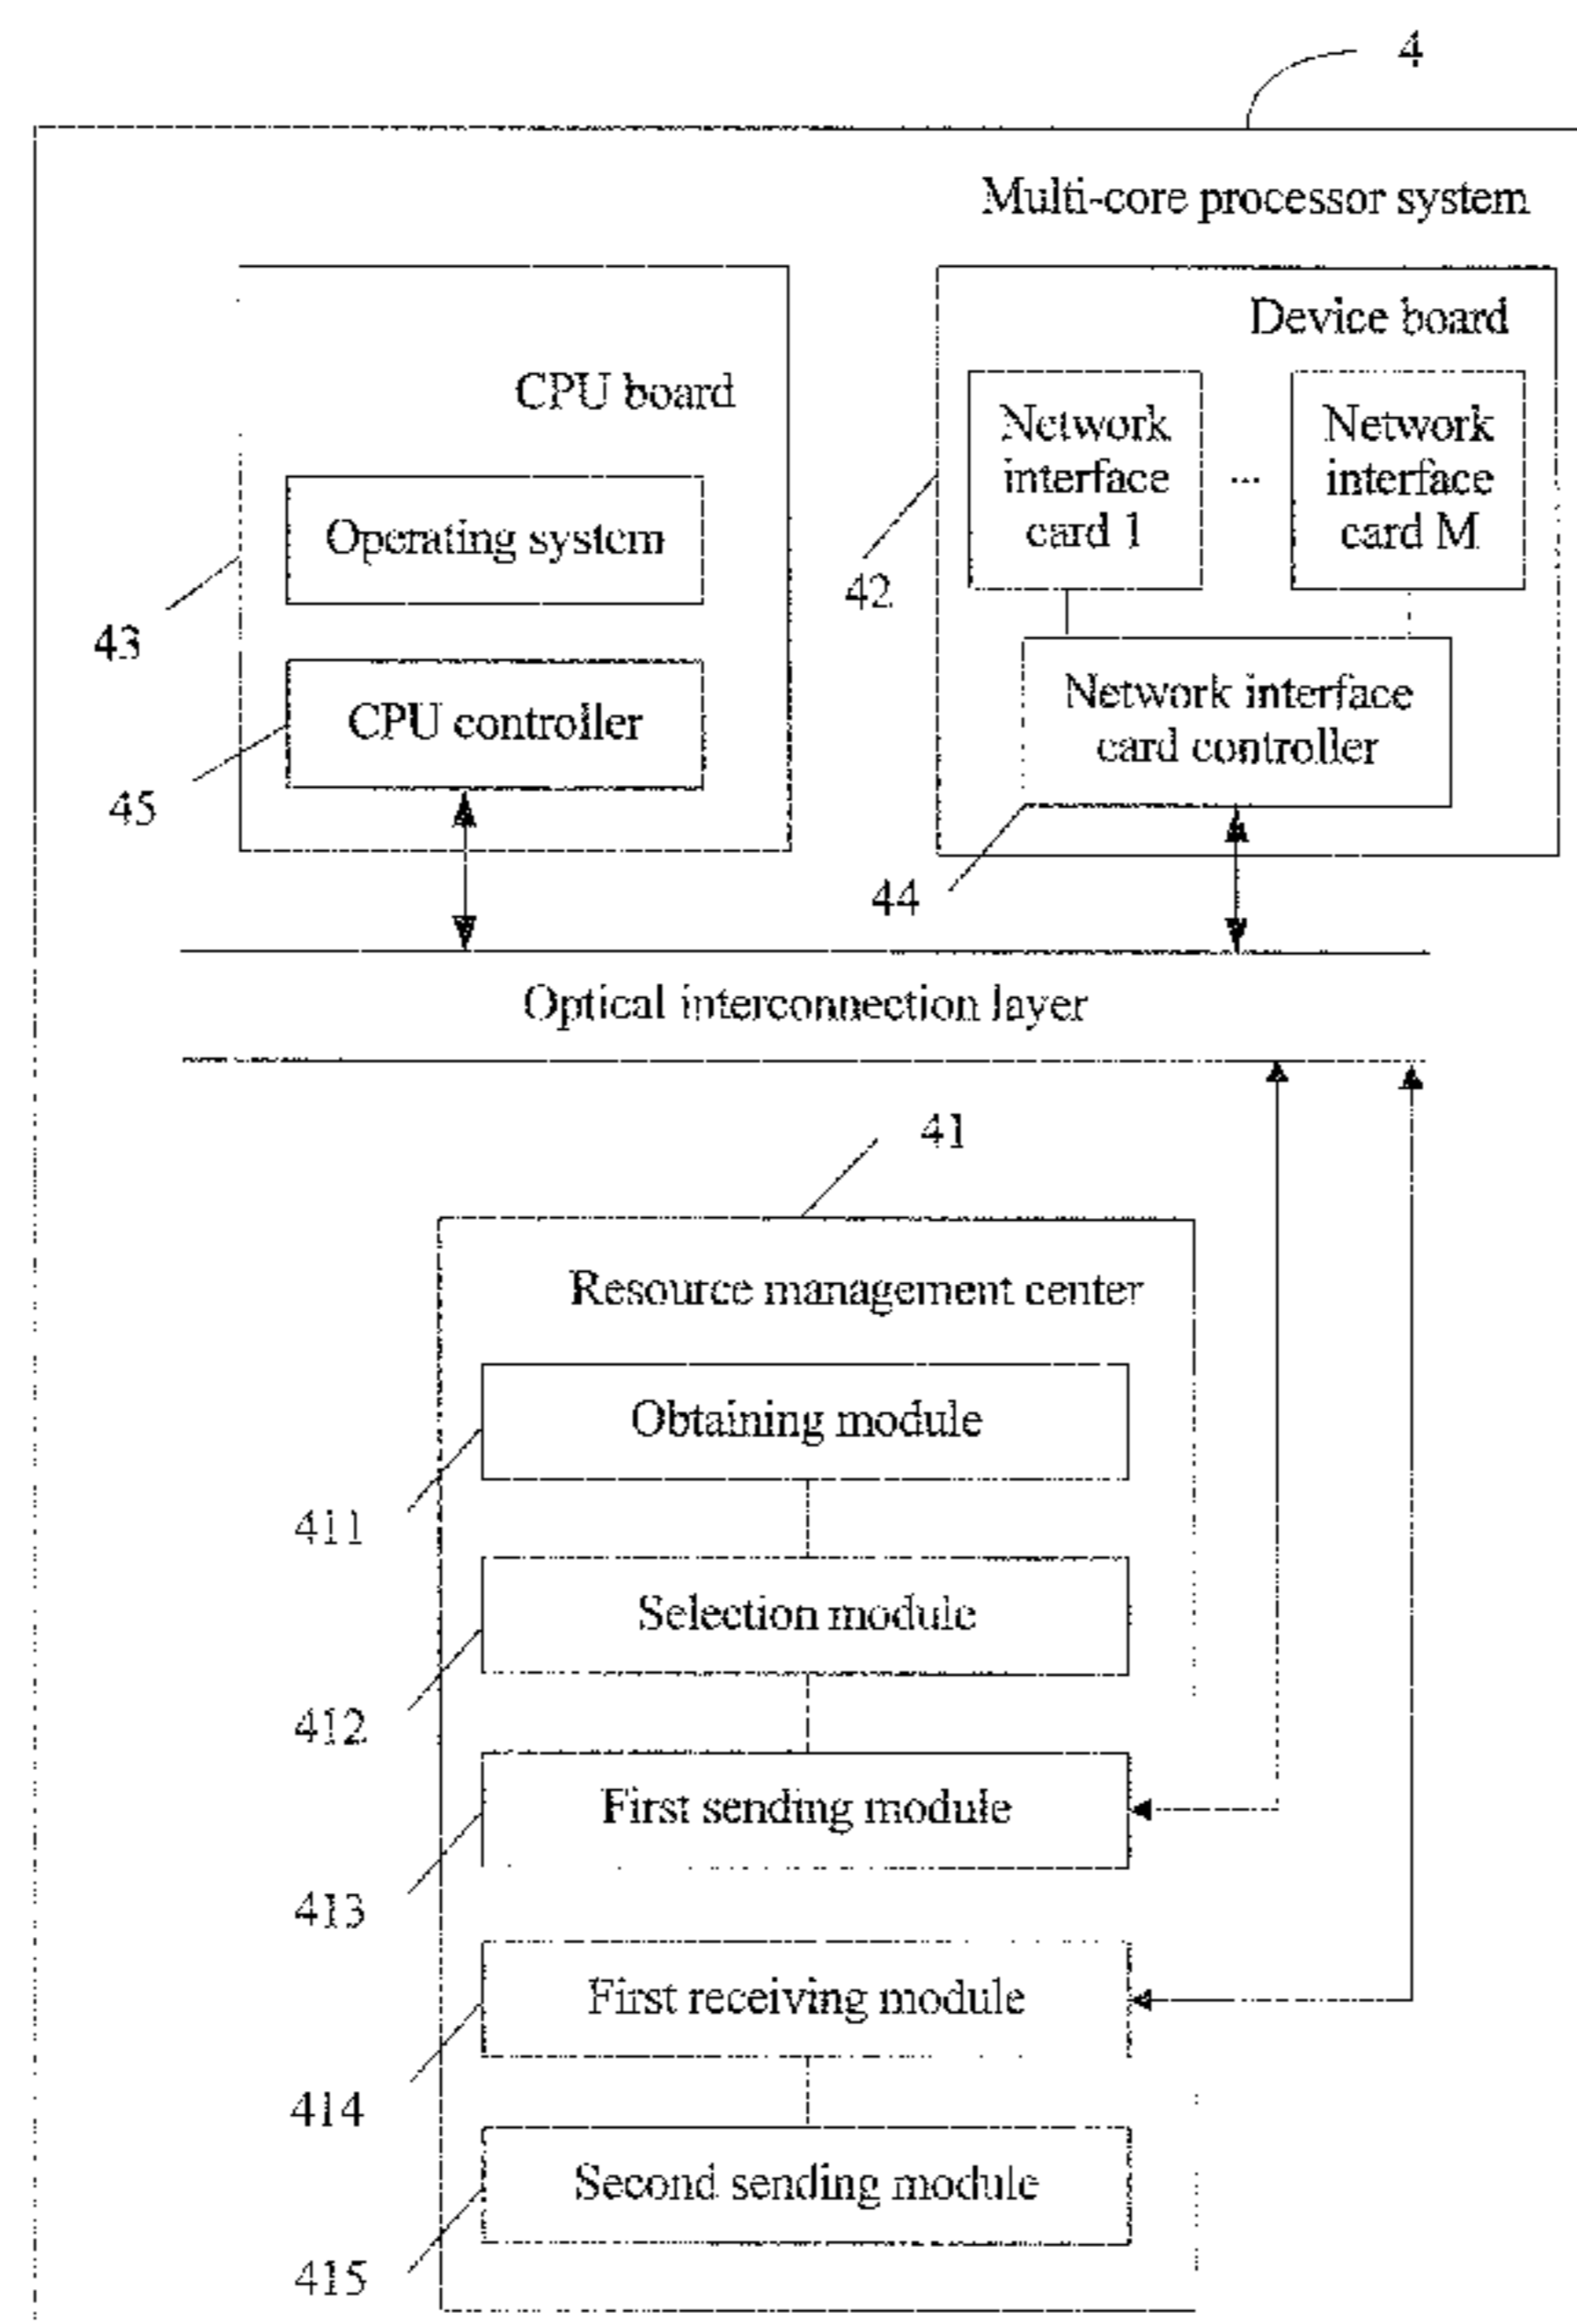 4
Multi-core processor system
CPU board
Operating system
43
CPU controller
45
Device board
Network
interface
card 1
...
Network
interface
card M
42
Network interface
card controller
44
Optical interconnection layer
41
Resource management center
Obtaining module
411
Selection module
412
First sending module
413
First receiving module
414
Second sending module
415